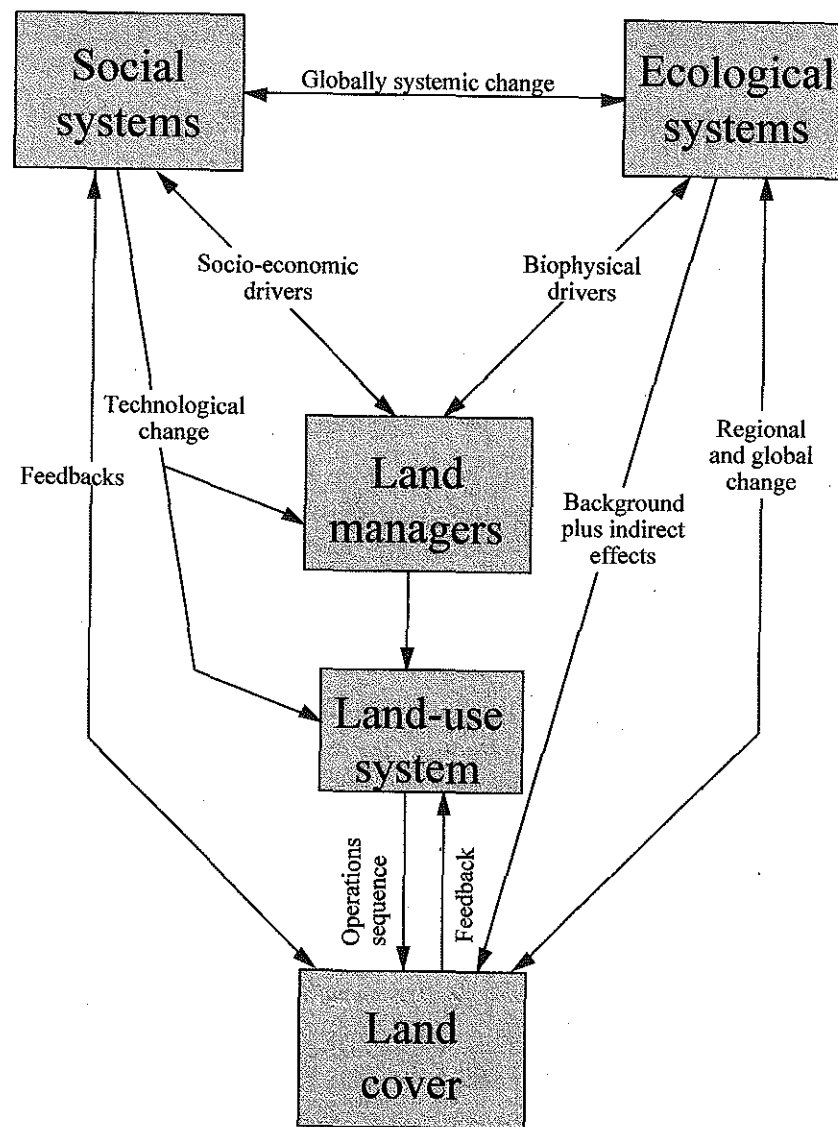 Social
systems
Globally systemic change
Ecological
systems
Socio-economic
drivers
Biophysical
drivers
Technological
change
Feedbacks
Land
managers
Regional
and global
change
Background
plus indirect
effects
Land-use
system
Operations
sequence
Feedback
Land
cover